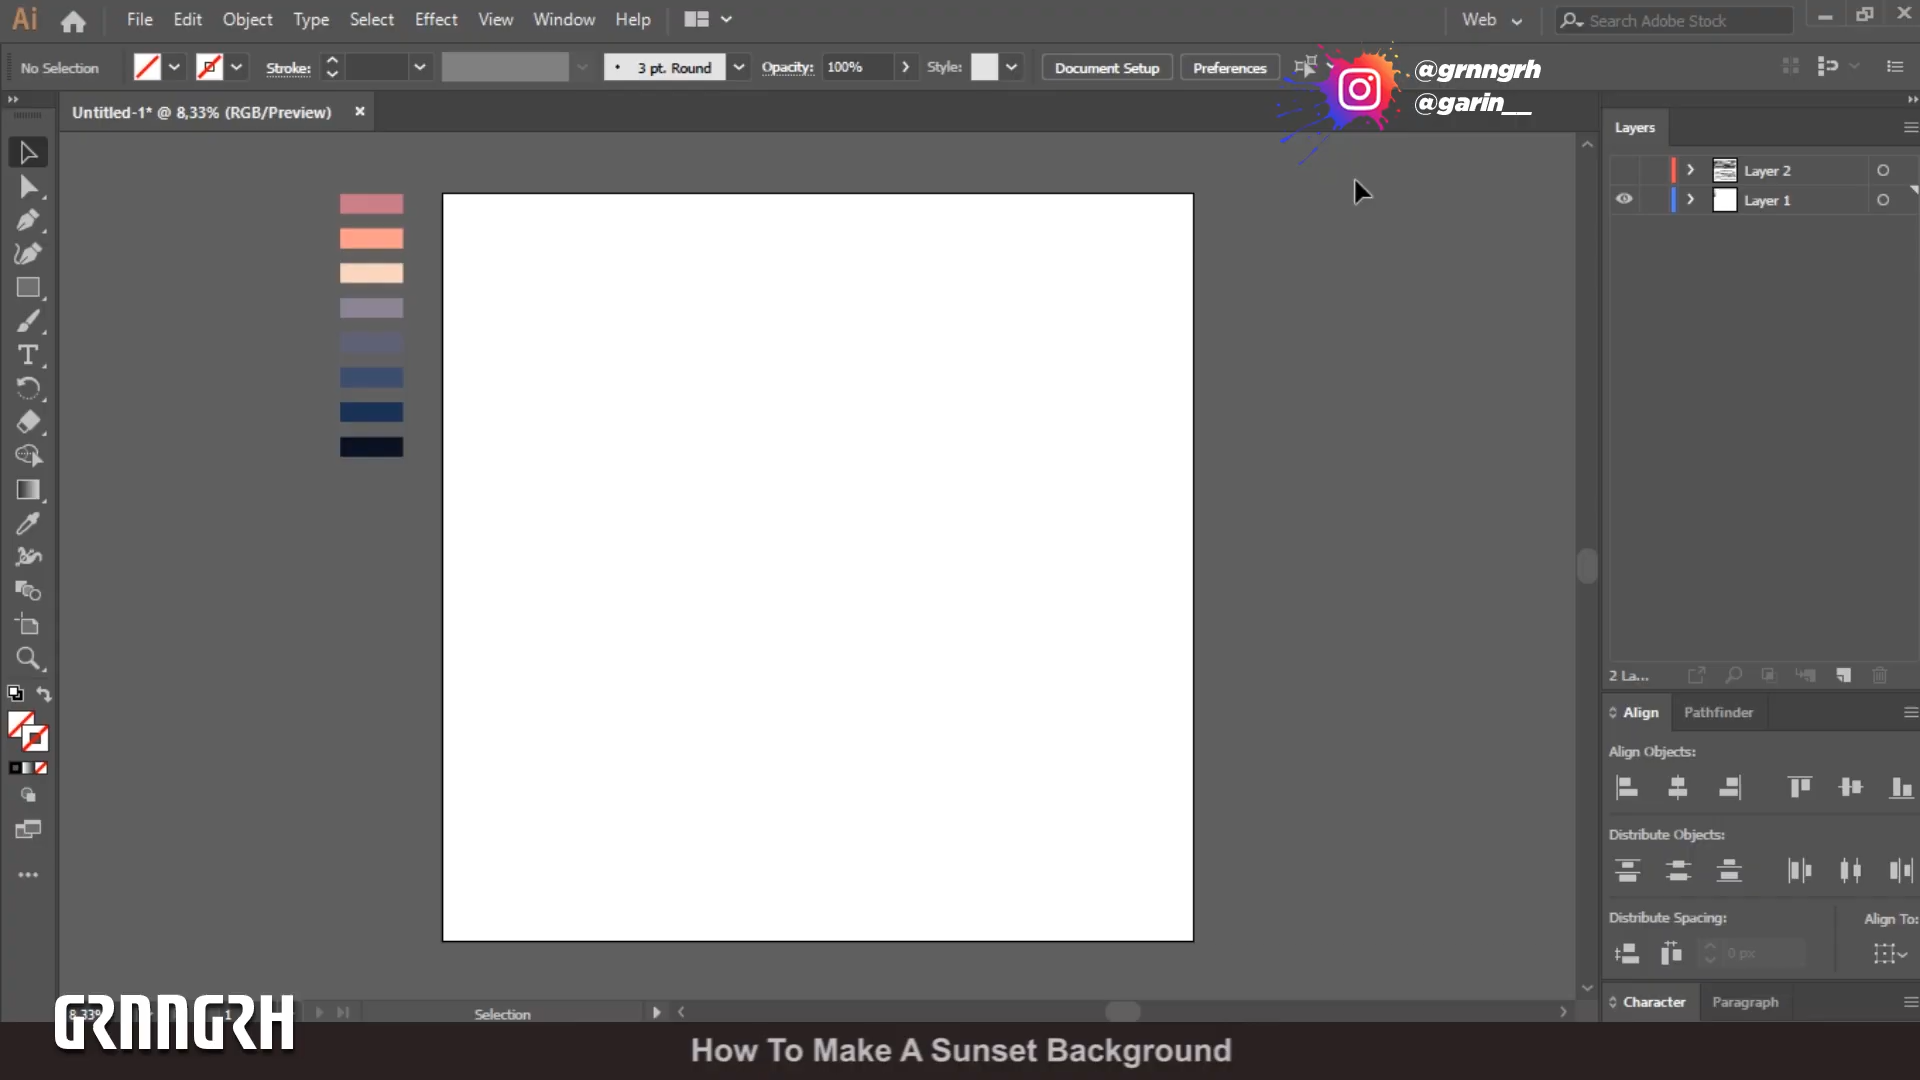 Ai File Edit Object Type Select Effect View Window Help Web Search Adobe Stock
No Selection Stroke: 3 pt. Round Opacity: 100% Style: Document Setup Preferences
@grnngrh
@garin__
Untitled-1* @ 8,33% (RGB/Preview)
Layers
Layer 2
Layer 1
2 La...
Align Pathfinder
Align Objects:
Distribute Objects:
Distribute Spacing: Align To:
0 px
Character Paragraph
8,33% 1 Selection
GRNNGRH
How To Make A Sunset Background